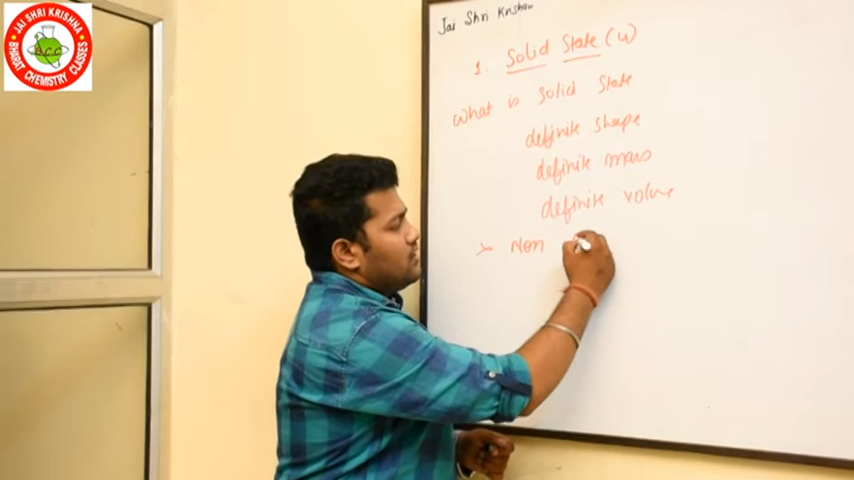 JAI SHRI KRISHNA
B.C.C
BHARAT CHEMISTRY CLASSES
Jai Shri Krishna
1. Solid State (4)
What is Solid State
definite shape
definite mass
definite volume
Non